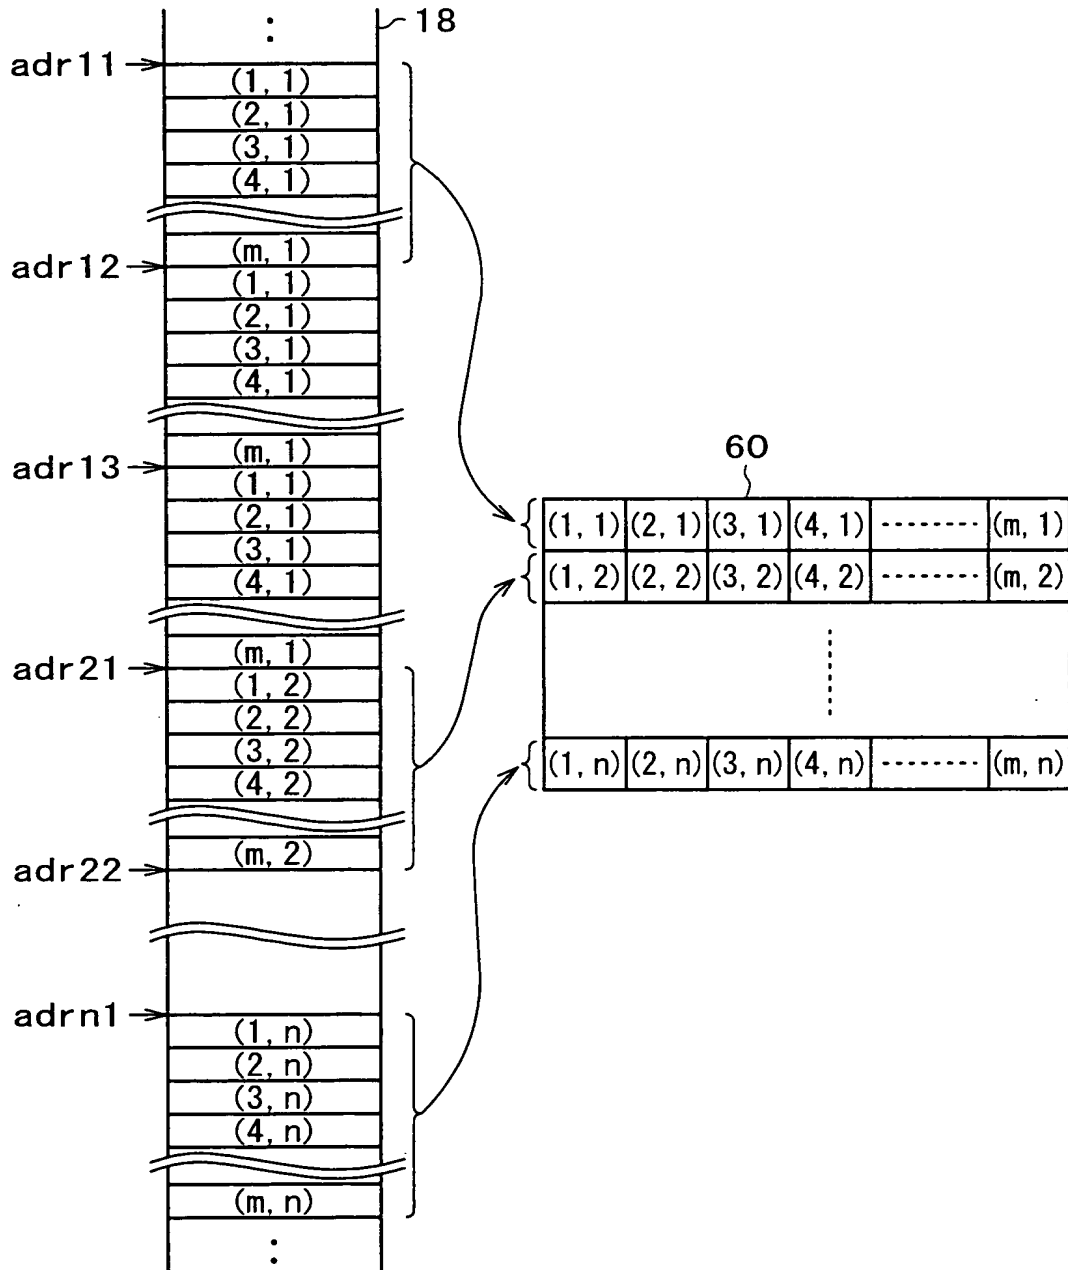 18
adr11
(1, 1)
(2, 1)
(3, 1)
(4, 1)
(m, 1)
adr12
(1, 1)
(2, 1)
(3, 1)
(4, 1)
(m, 1)
adr13
(1, 1)
(2, 1)
(3, 1)
(4, 1)
(m, 1)
adr21
(1, 2)
(2, 2)
(3, 2)
(4, 2)
(m, 2)
adr22
adrn1
(1, n)
(2, n)
(3, n)
(4, n)
(m, n)
60
(1, 1) (2, 1) (3, 1) (4, 1) (m, 1)
(1, 2) (2, 2) (3, 2) (4, 2) (m, 2)
(1, n) (2, n) (3, n) (4, n) (m, n)